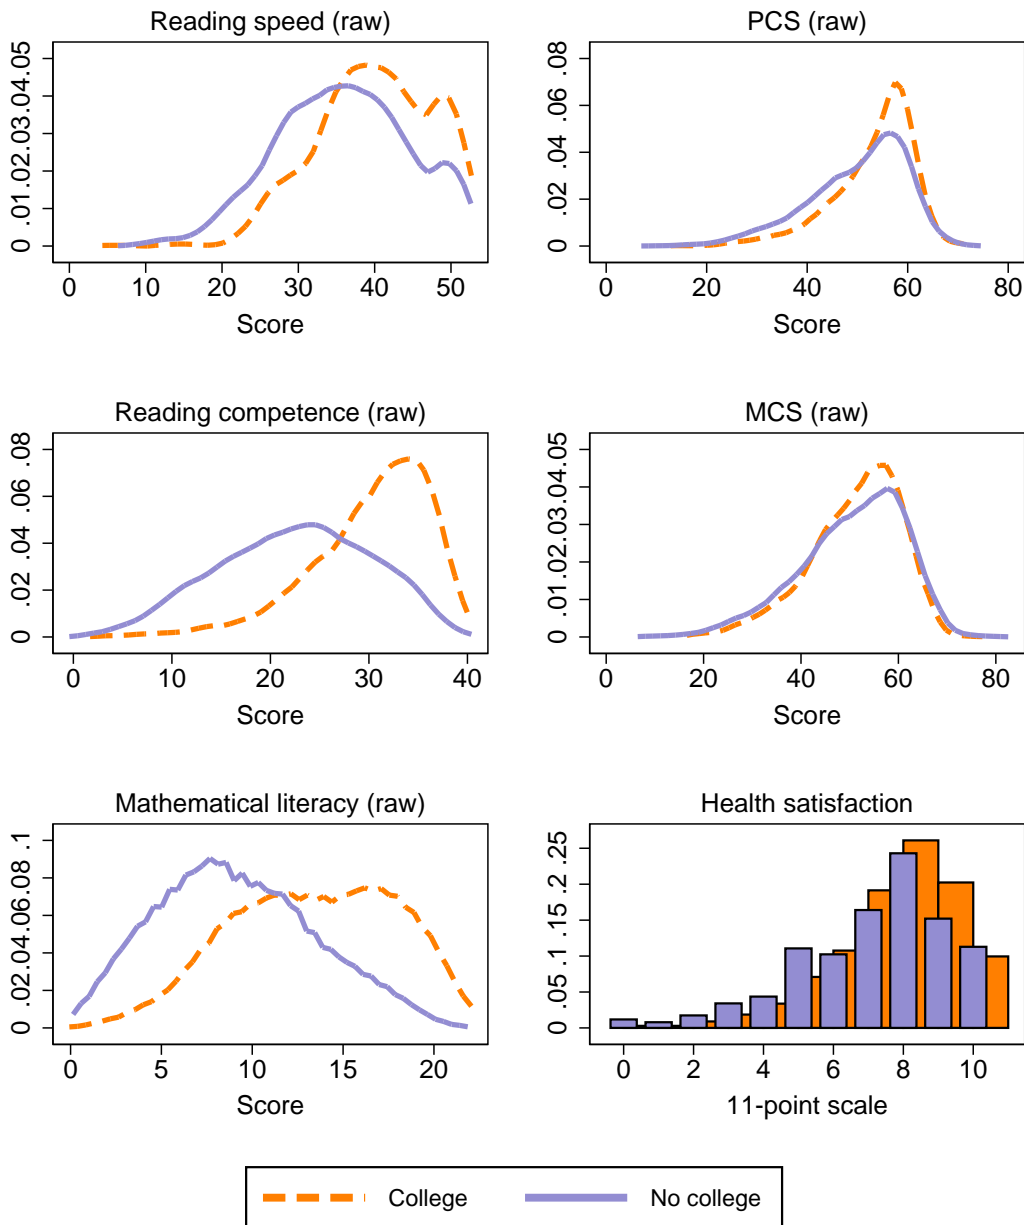 Reading speed (raw)
0 .01 .02 .03 .04 .05
0 10 20 30 40 50
Score
PCS (raw)
0 .02 .04 .06 .08
0 20 40 60 80
Score
Reading competence (raw)
0 .02 .04 .06 .08
0 10 20 30 40
Score
MCS (raw)
0 .01 .02 .03 .04 .05
0 20 40 60 80
Score
Mathematical literacy (raw)
0 .02 .04 .06 .08 .1
0 5 10 15 20
Score
Health satisfaction
0 .05 .1 .15 .2 .25
0 2 4 6 8 10
11-point scale
College No college